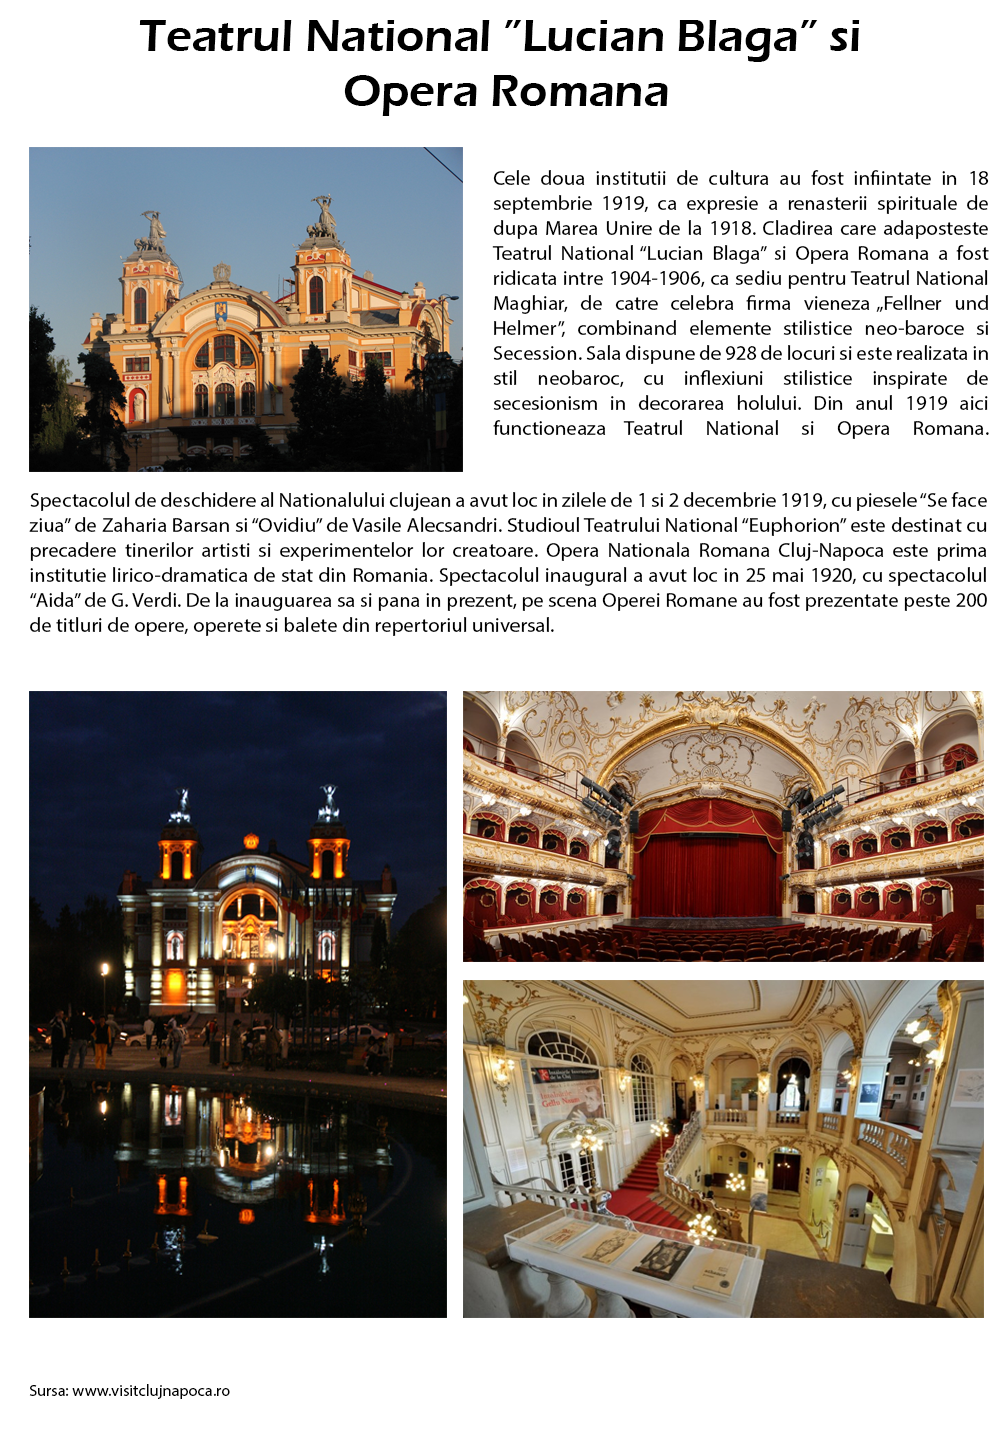 Teatrul National ”Lucian Blaga” si
Opera Romana
Cele doua institutii de cultura au fost infiintate in 18
septembrie 1919, ca expresie a renasterii spirituale de
dupa Marea Unire de la 1918. Cladirea care adaposteste
Teatrul National “Lucian Blaga” si Opera Romana a fost
ridicata intre 1904-1906, ca sediu pentru Teatrul National
Maghiar, de catre celebra firma vieneza „Fellner und
Helmer”, combinand elemente stilistice neo-baroce si
Secession. Sala dispune de 928 de locuri si este realizata in
stil neobaroc, cu inflexiuni stilistice inspirate de
secesionism in decorarea holului. Din anul 1919 aici
functioneaza Teatrul National si Opera Romana.
Spectacolul de deschidere al Nationalului clujean a avut loc in zilele de 1 si 2 decembrie 1919, cu piesele “Se face
ziua” de Zaharia Barsan si “Ovidiu” de Vasile Alecsandri. Studioul Teatrului National “Euphorion” este destinat cu
precadere tinerilor artisti si experimentelor lor creatoare. Opera Nationala Romana Cluj-Napoca este prima
institutie lirico-dramatica de stat din Romania. Spectacolul inaugural a avut loc in 25 mai 1920, cu spectacolul
“Aida” de G. Verdi. De la inauguarea sa si pana in prezent, pe scena Operei Romane au fost prezentate peste 200
de titluri de opere, operete si balete din repertoriul universal.
Sursa: www.visitclujnapoca.ro